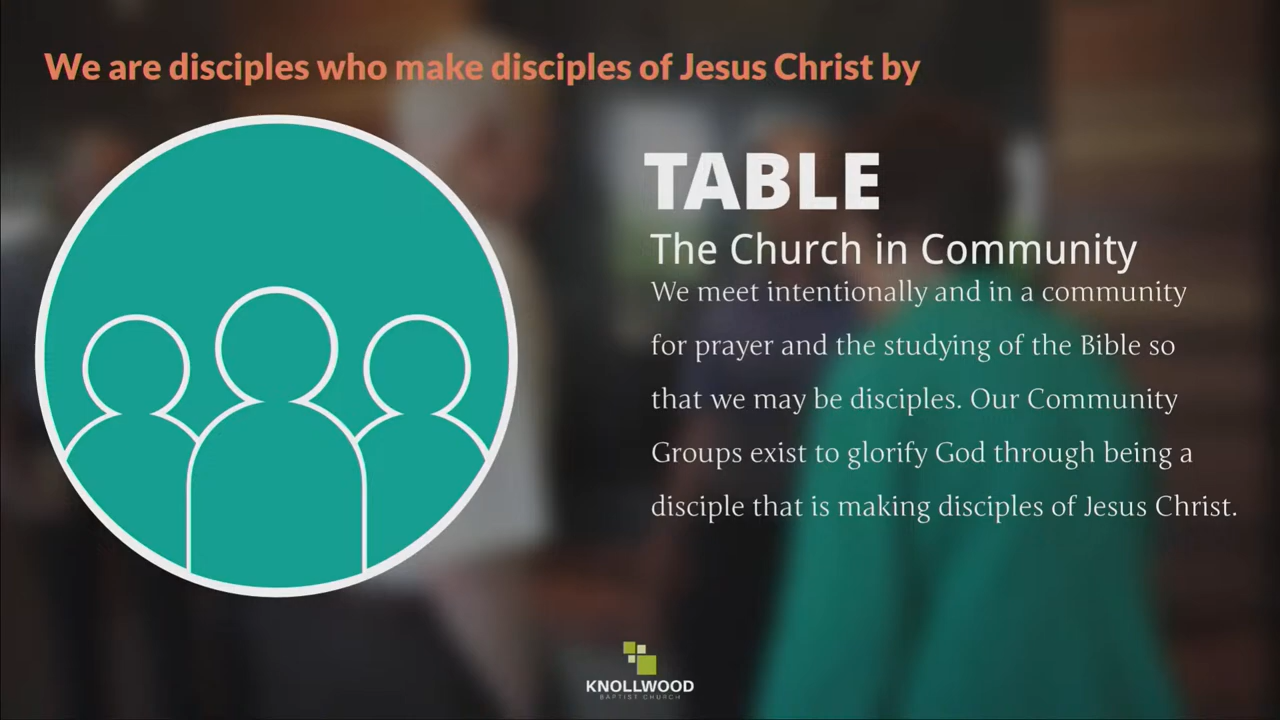 We are disciples who make disciples of Jesus Christ by
TABLE
The Church in Community
We meet intentionally and in a community
for prayer and the studying of the Bible so
that we may be disciples. Our Community
Groups exist to glorify God through being a
disciple that is making disciples of Jesus Christ.
KNOLLWOOD
BAPTIST CHURCH